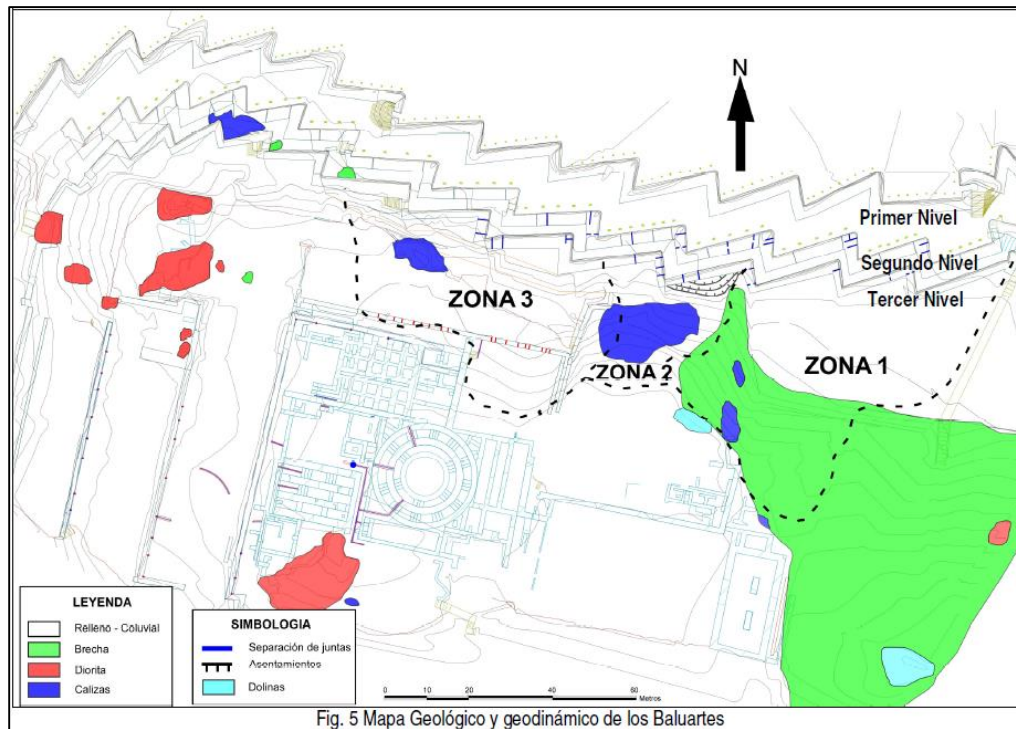 N
Primer Nivel
Segundo Nivel
Tercer Nivel
ZONA 3
ZONA 2
ZONA 1
LEYENDA
Relleno - Coluvial
Brecha
Diorita
Calizas
SIMBOLOGIA
Separación de juntas
Asentamientos
Dolinas
0 10 20 40 60
Metros
Fig. 5 Mapa Geológico y geodinámico de los Baluartes